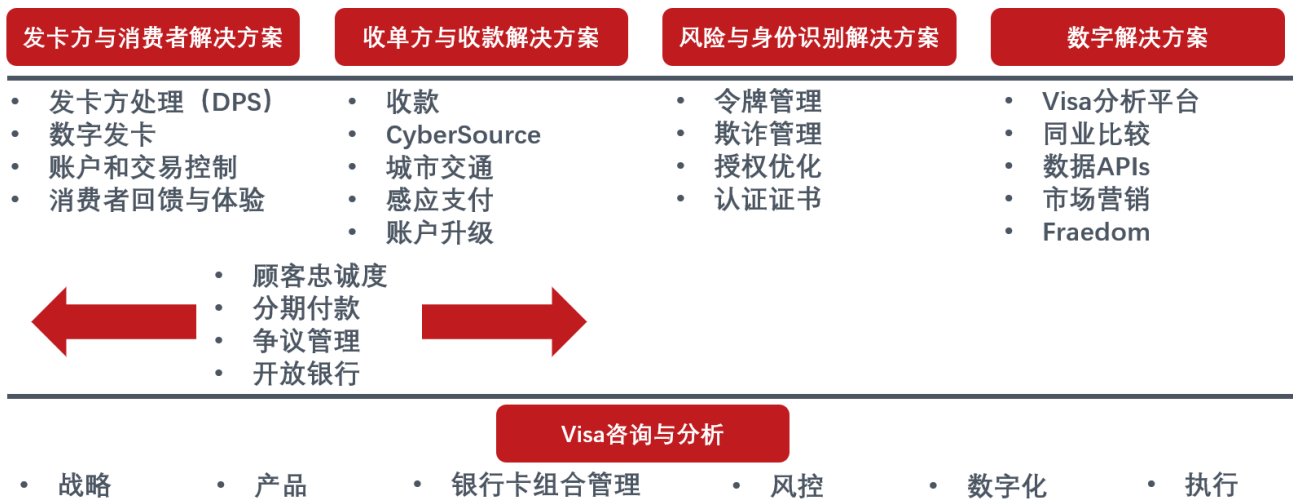 发卡方与消费者解决方案
收单方与收款解决方案
风险与身份识别解决方案
数字解决方案
• 发卡方处理（DPS）
• 数字发卡
• 账户和交易控制
• 消费者回馈与体验
• 收款
• CyberSource
• 城市交通
• 感应支付
• 账户升级
• 令牌管理
• 欺诈管理
• 授权优化
• 认证证书
• Visa分析平台
• 同业比较
• 数据APIs
• 市场营销
• Fraedom
• 顾客忠诚度
• 分期付款
• 争议管理
• 开放银行
Visa咨询与分析
• 战略
• 产品
• 银行卡组合管理
• 风控
• 数字化
• 执行